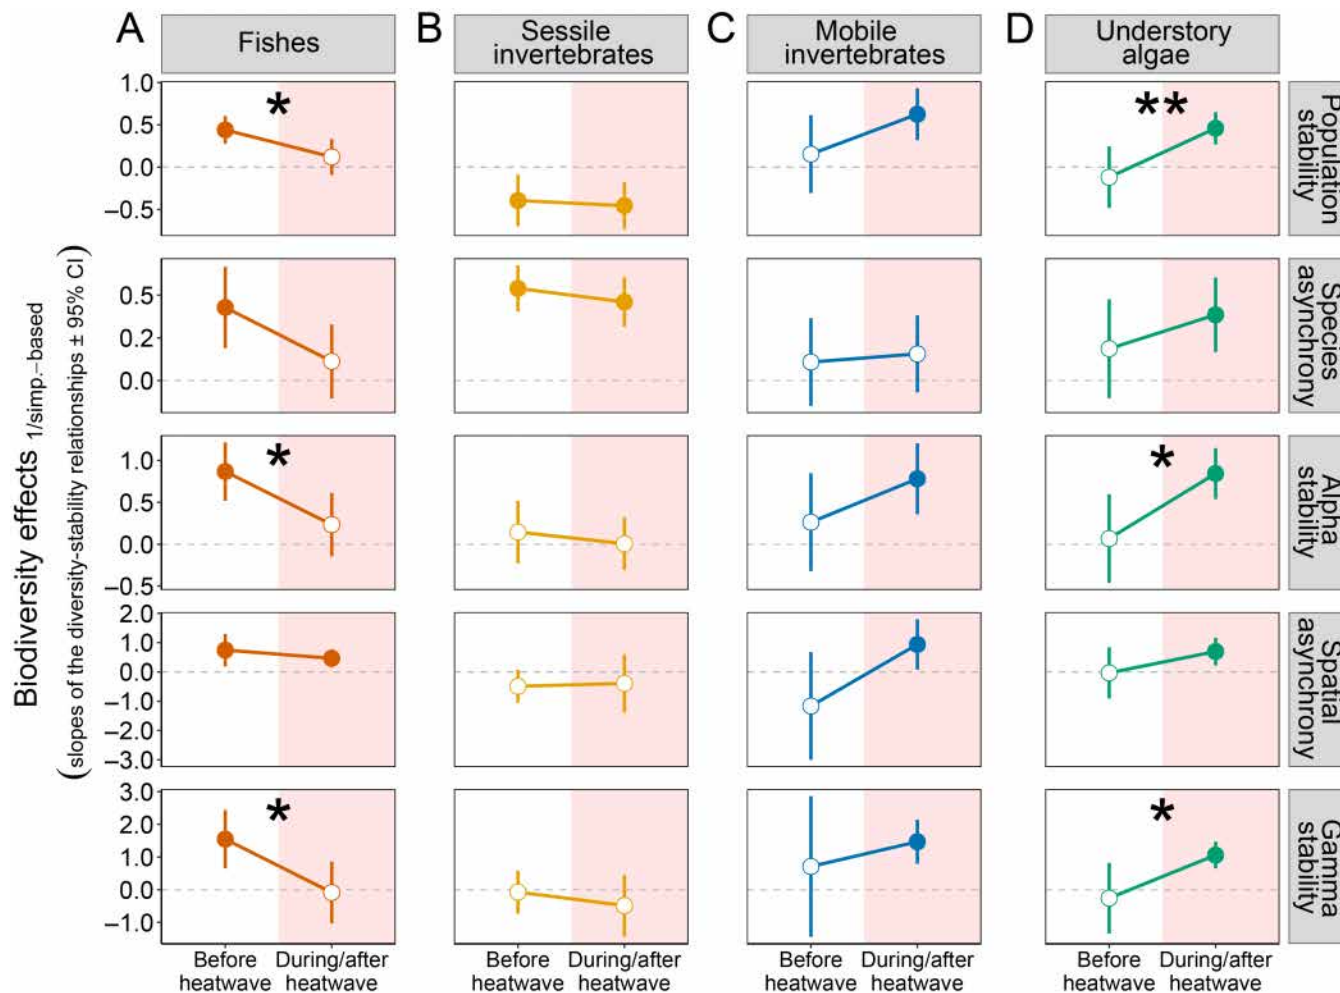 A
Fishes
B
Sessile
invertebrates
C
Mobile
invertebrates
D
Understory
algae
Biodiversity effects 1/simp.–based
(slopes of the diversity-stability relationships ± 95% CI)
1.0
0.5
0.0
–0.5
*
**
Population
stability
0.5
0.2
0.0
Species
asynchrony
1.0
0.5
0.0
–0.5
*
*
Alpha
stability
2.0
1.0
0.0
–1.0
–2.0
–3.0
Spatial
asynchrony
3.0
2.0
1.0
0.0
–1.0
*
*
Gamma
stability
Before
heatwave
During/after
heatwave
Before
heatwave
During/after
heatwave
Before
heatwave
During/after
heatwave
Before
heatwave
During/after
heatwave